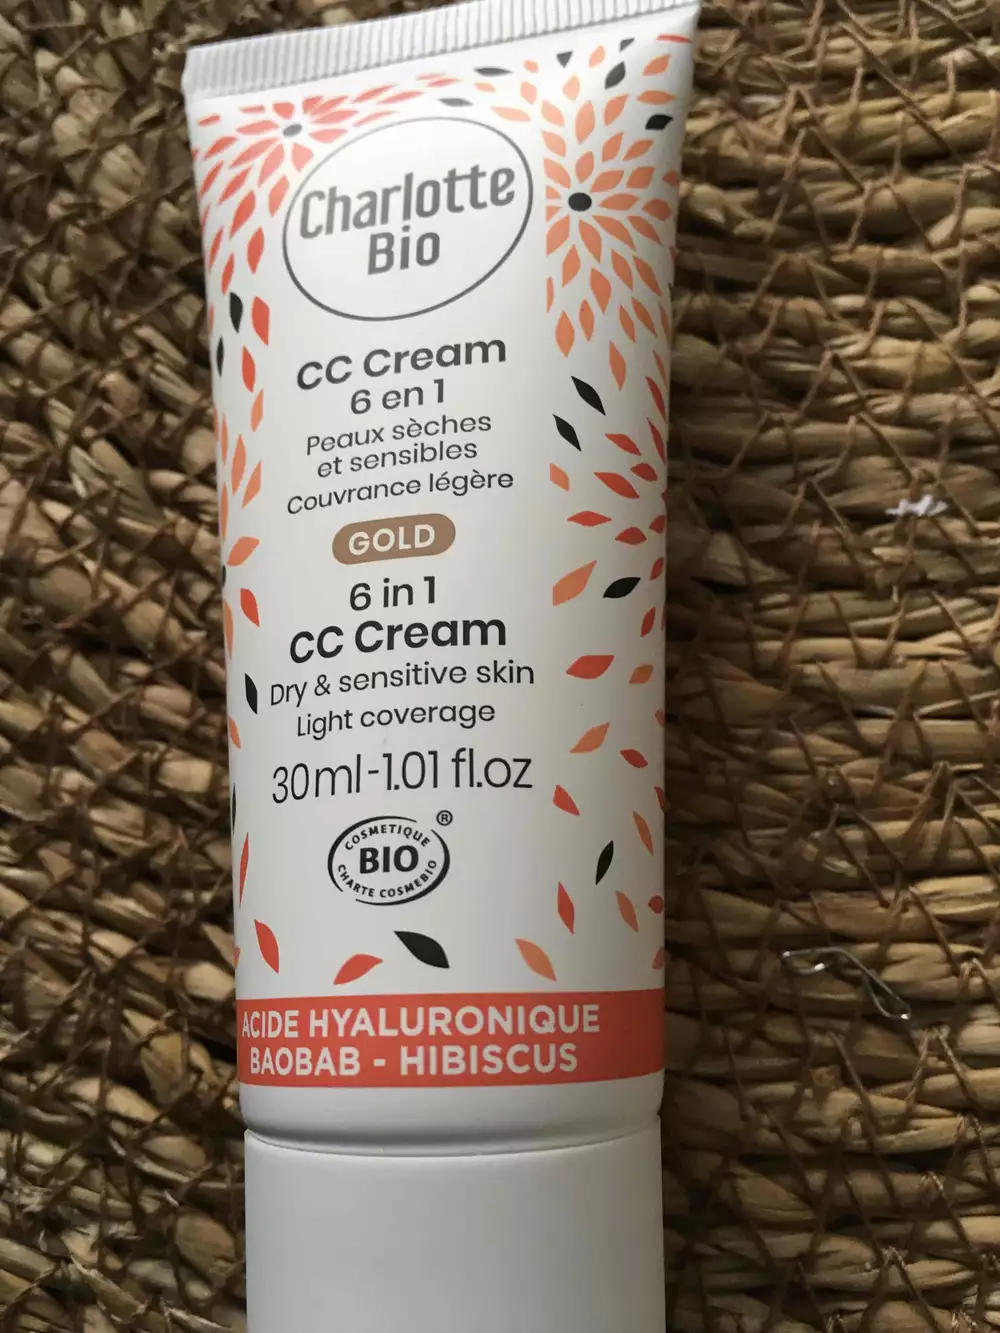 Charlotte
Bio
CC Cream
6 en 1
Peaux sèches
et sensibles
Couvrance légère
GOLD
6 in 1
CC Cream
Dry & sensitive skin
Light coverage
30ml-1.01 fl.oz
®
COSMETIQUE
BIO
CHARTE COSMEBIO
ACIDE HYALURONIQUE
BAOBAB - HIBISCUS